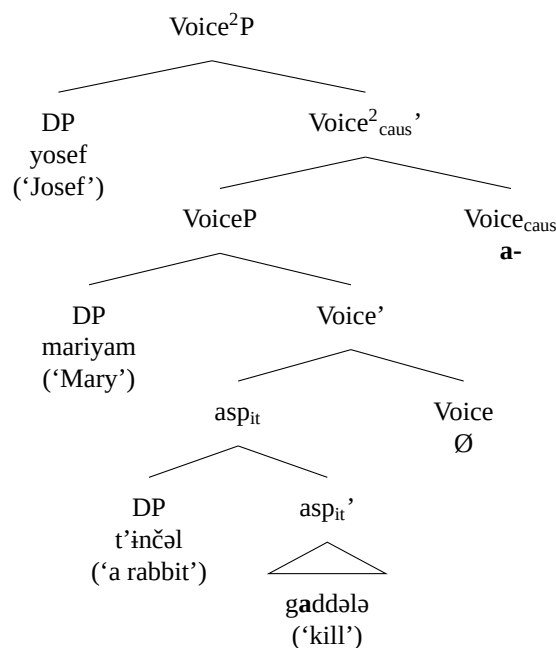 Voice²P
DP
yosef
(‘Josef’)
Voice²caus’
VoiceP
Voicecaus
a-
DP
mariyam
(‘Mary’)
Voice’
aspit
Voice
Ø
DP
t’ɨnčəl
(‘a rabbit’)
aspit’
gaddələ
(‘kill’)